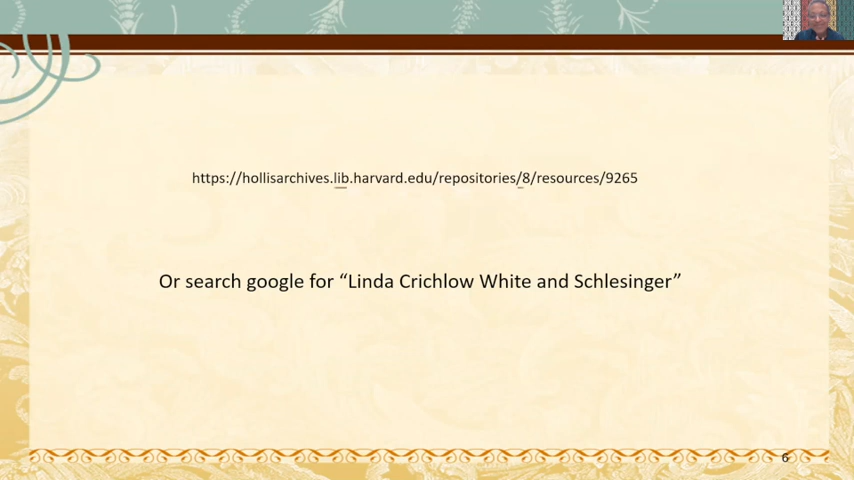 https://hollisarchives.lib.harvard.edu/repositories/8/resources/9265
Or search google for “Linda Crichlow White and Schlesinger”
6